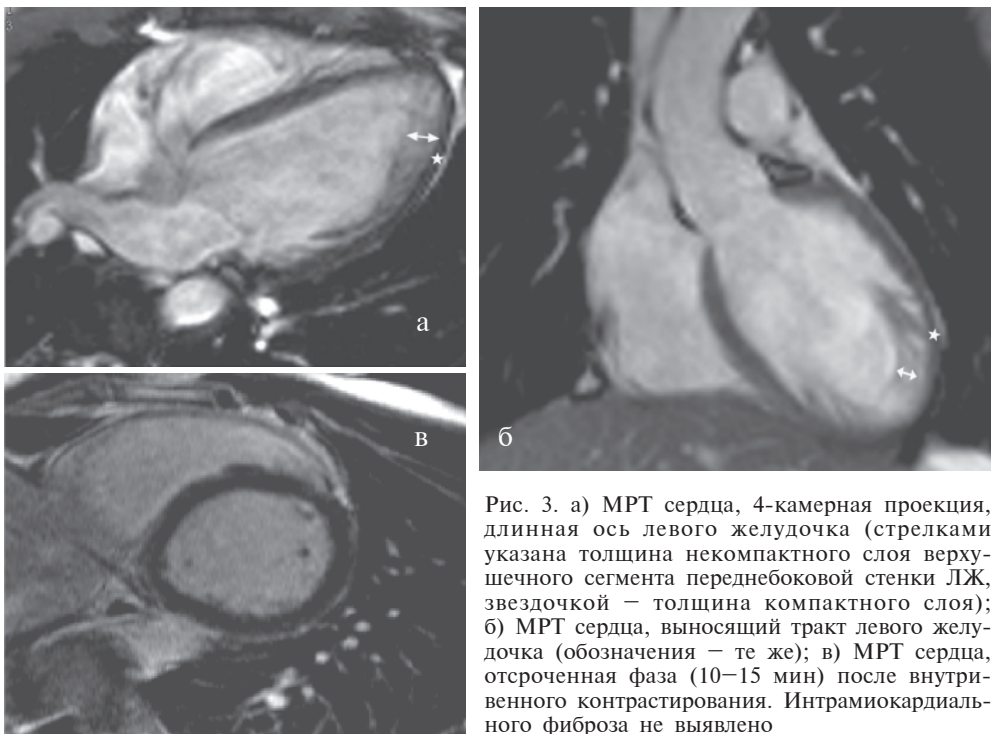 а
б
в
Рис. 3. а) МРТ сердца, 4-камерная проекция,
длинная ось левого желудочка (стрелками
указана толщина некомпактного слоя верху-
шечного сегмента переднебоковой стенки ЛЖ,
звездочкой — толщина компактного слоя);
б) МРТ сердца, выносящий тракт левого желу-
дочка (обозначения — те же); в) МРТ сердца,
отсроченная фаза (10—15 мин) после внутри-
венного контрастирования. Интрамиокардиаль-
ного фиброза не выявлено